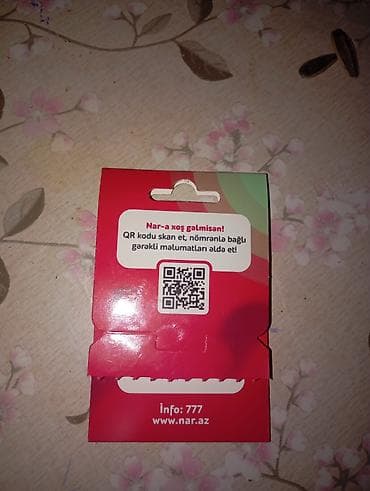 Nar-a xoş gəlmisən!
QR kodu skan et, nömrənlə bağlı
gərəkli məlumatları əldə et!
İnfo: 777
www.nar.az